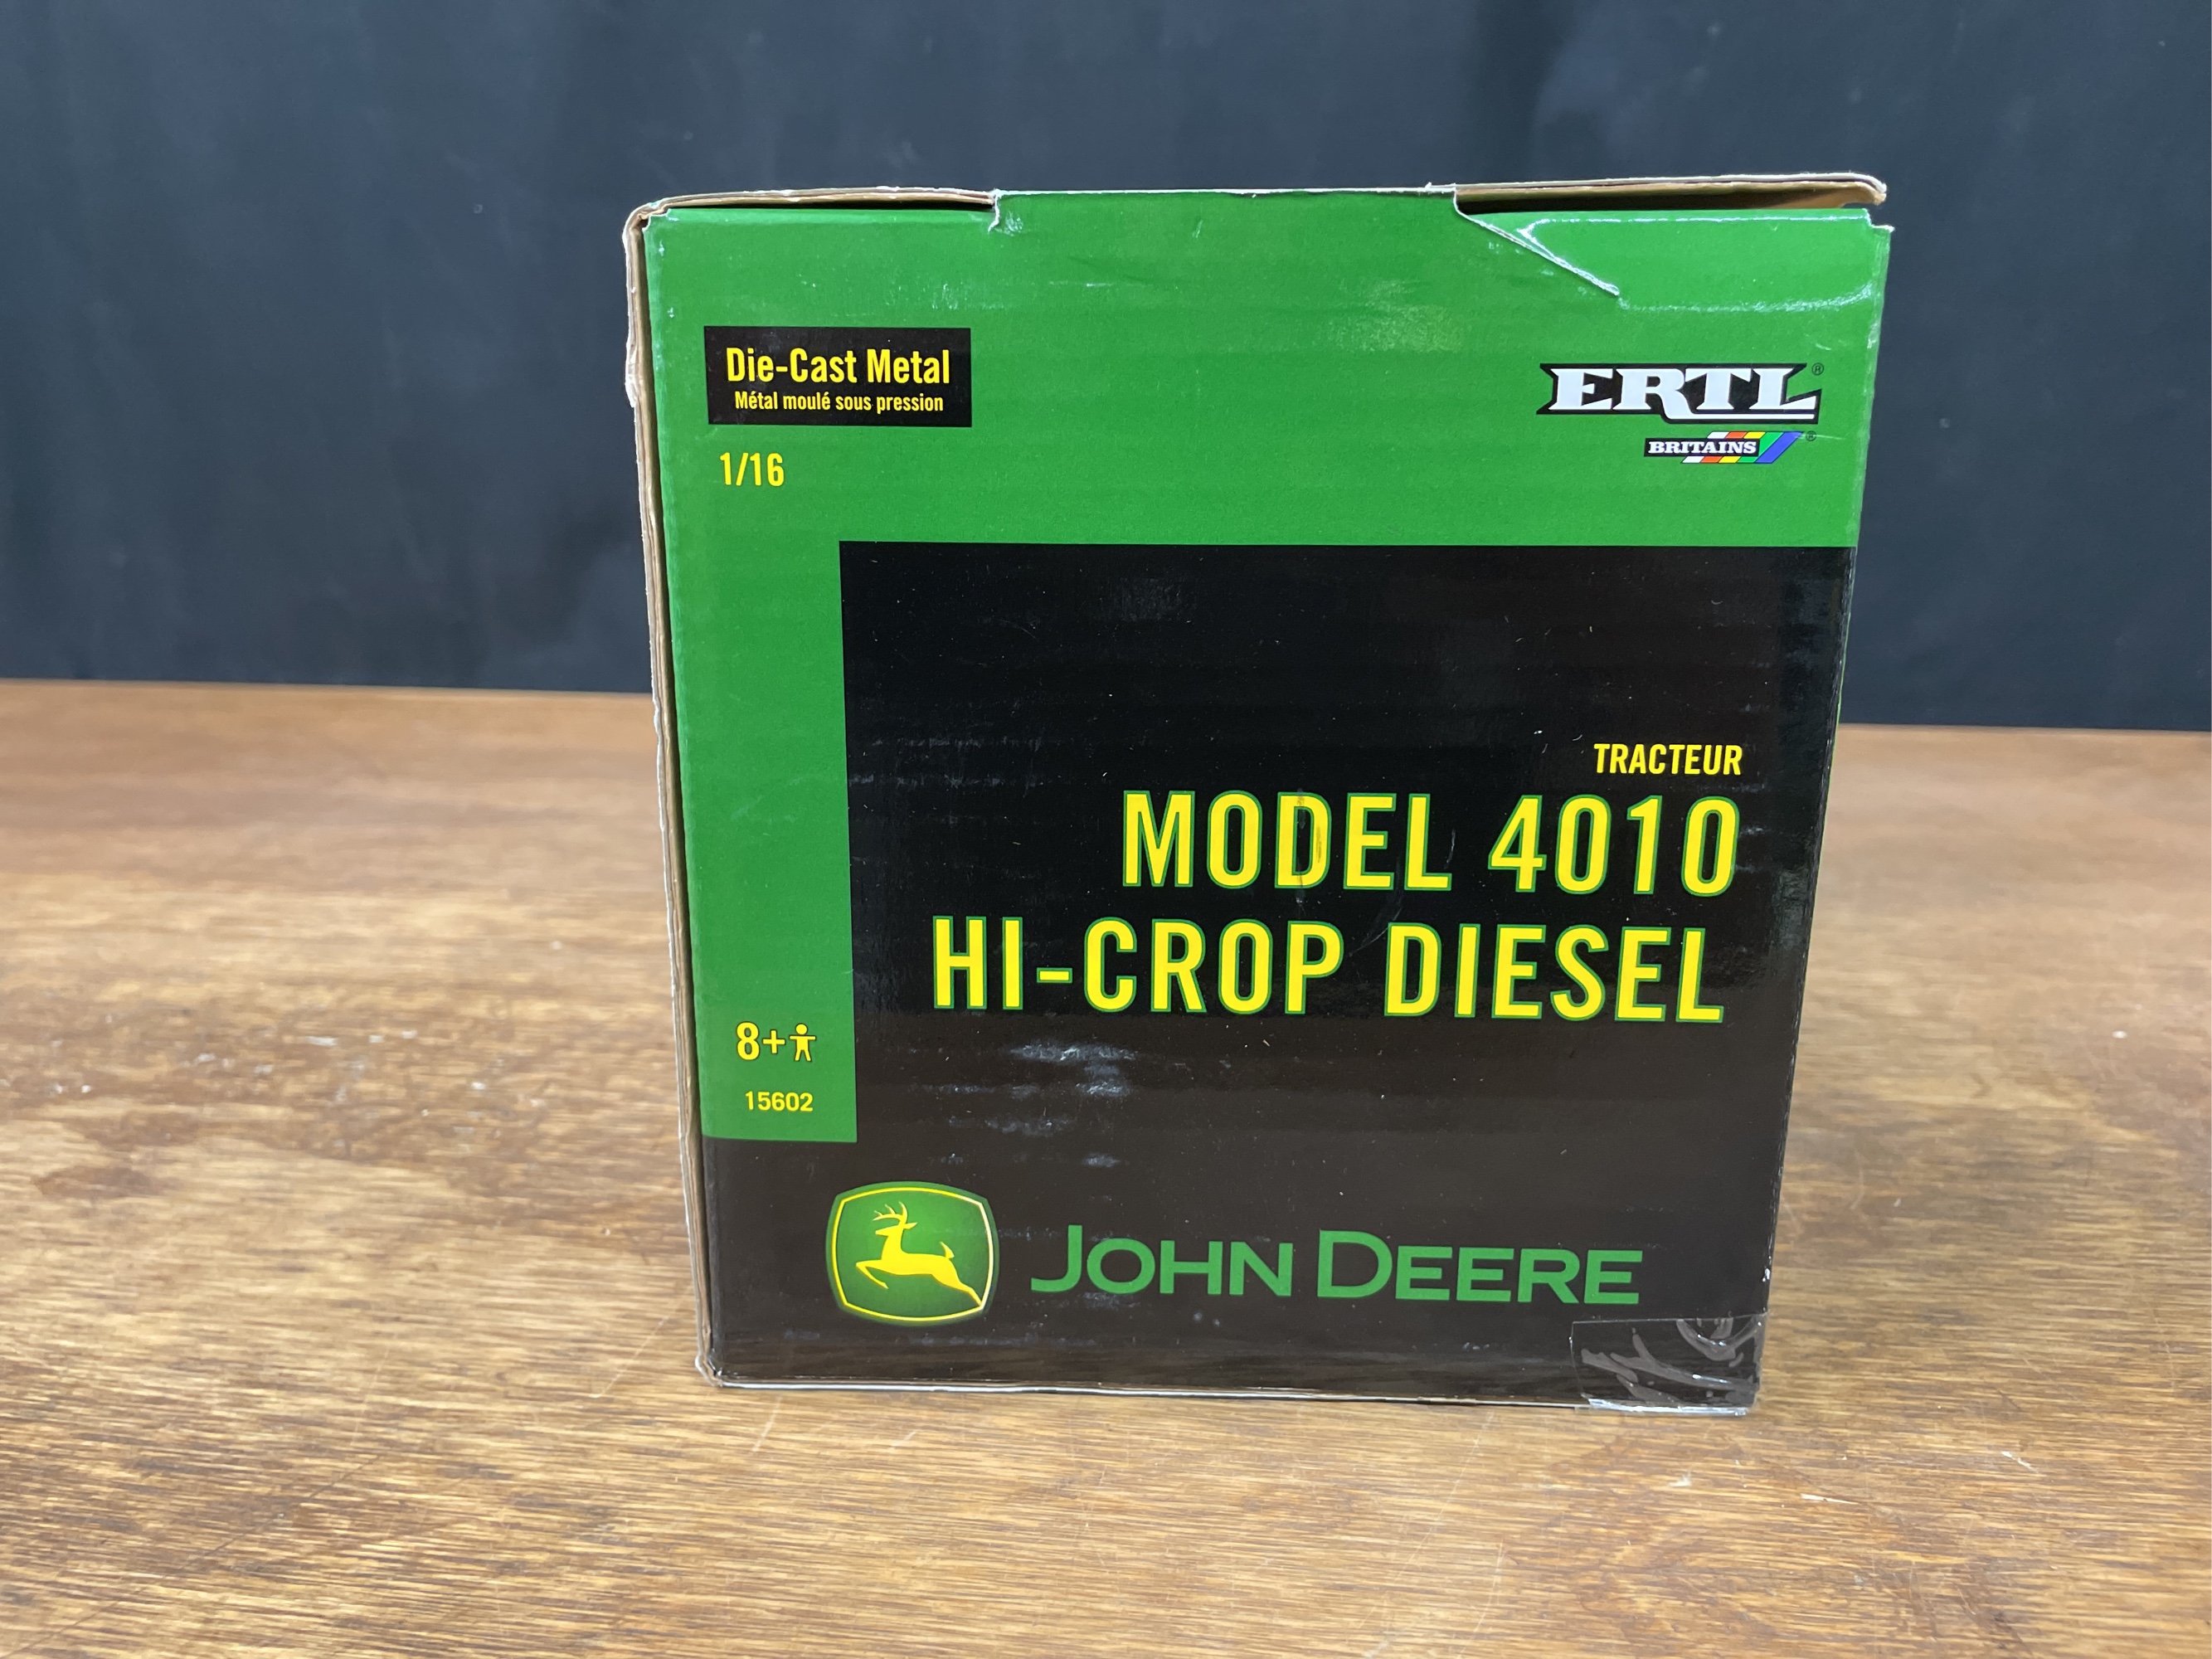 Die-Cast Metal
Métal moulé sous pression
1/16
ERTL®
BRITAINS®
TRACTEUR
MODEL 4010
HI-CROP DIESEL
8+
15602
JOHN DEERE